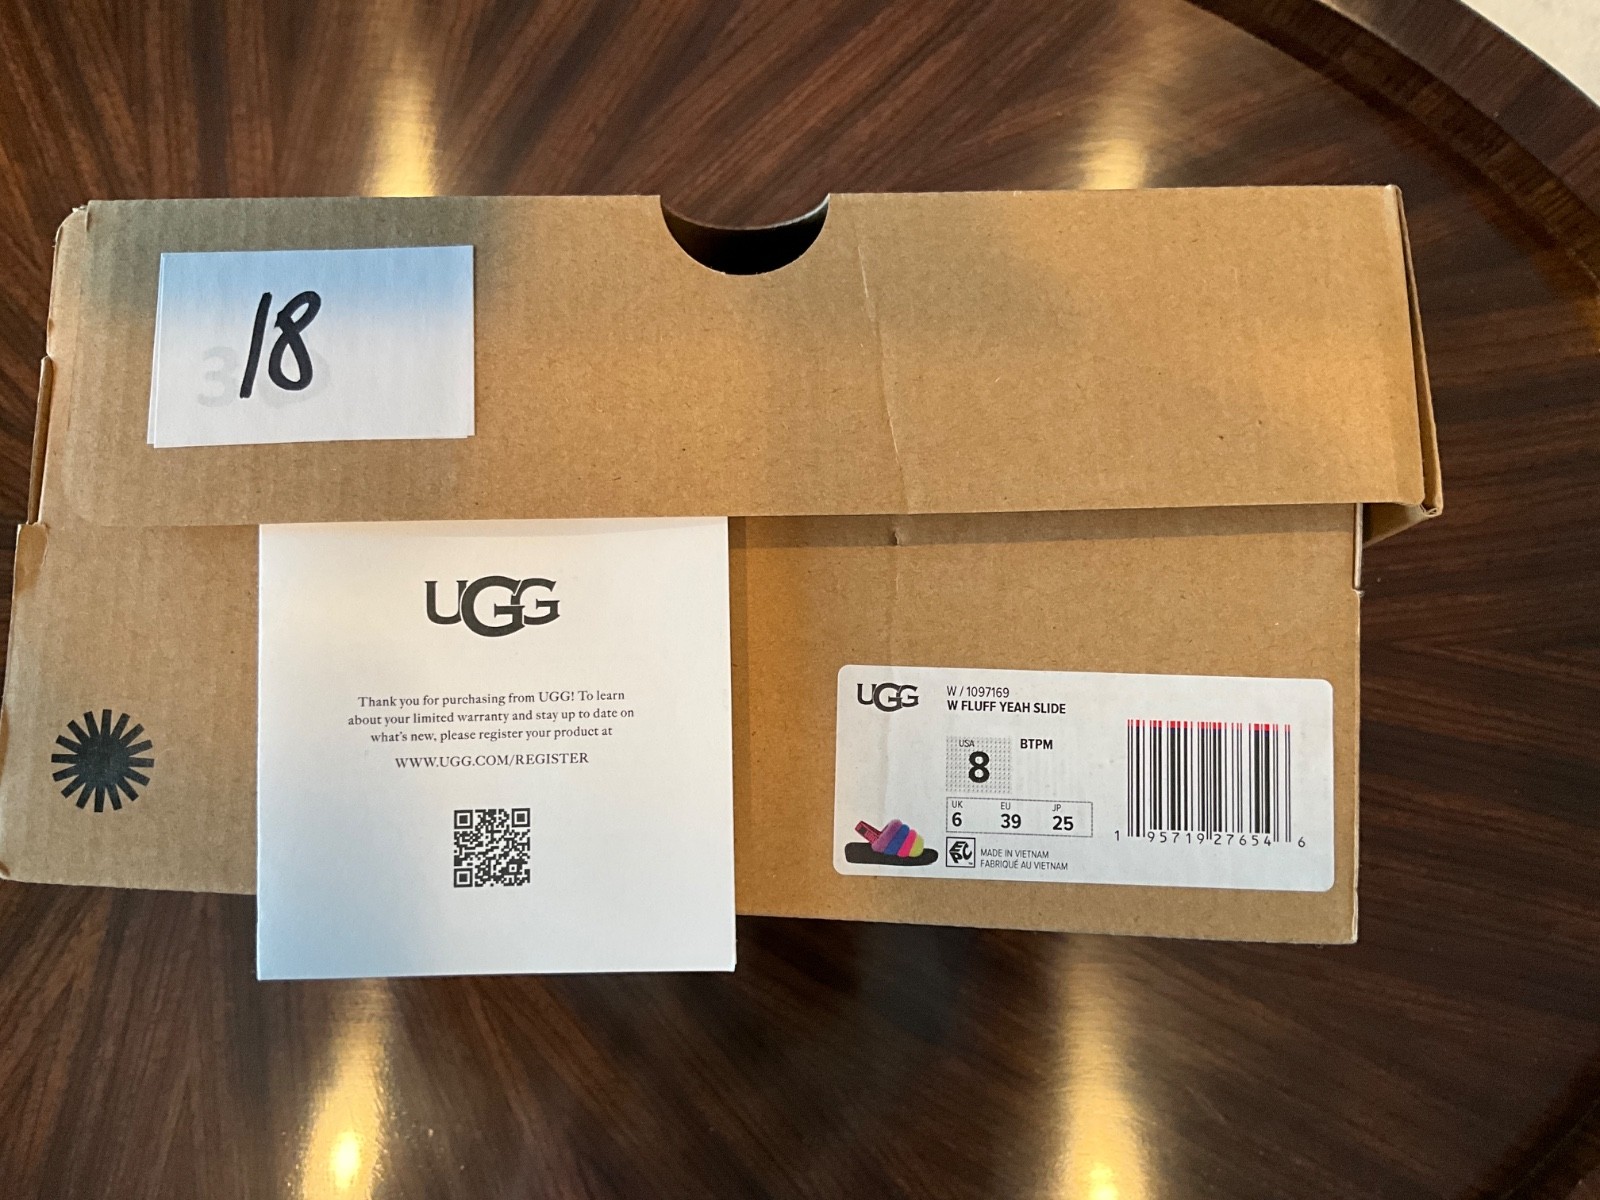 18
UGG
Thank you for purchasing from UGG! To learn
about your limited warranty and stay up to date on
what's new, please register your product at
WWW.UGG.COM/REGISTER
UGG
W / 1097169
W FLUFF YEAH SLIDE
USA
8
BTPM
UK EU JP
6 39 25
MADE IN VIETNAM
FABRIQUÉ AU VIETNAM
1 95719 27654 6